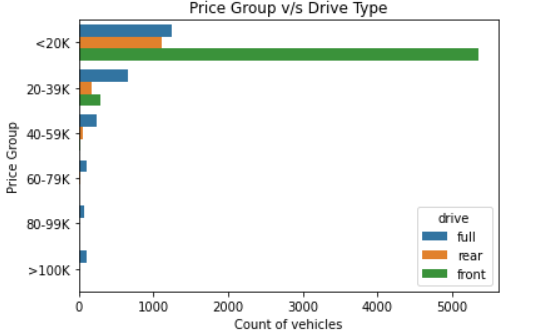 Price Group v/s Drive Type
Price Group
<20K
20-39K
40-59K
60-79K
80-99K
>100K
drive
full
rear
front
0 1000 2000 3000 4000 5000
Count of vehicles